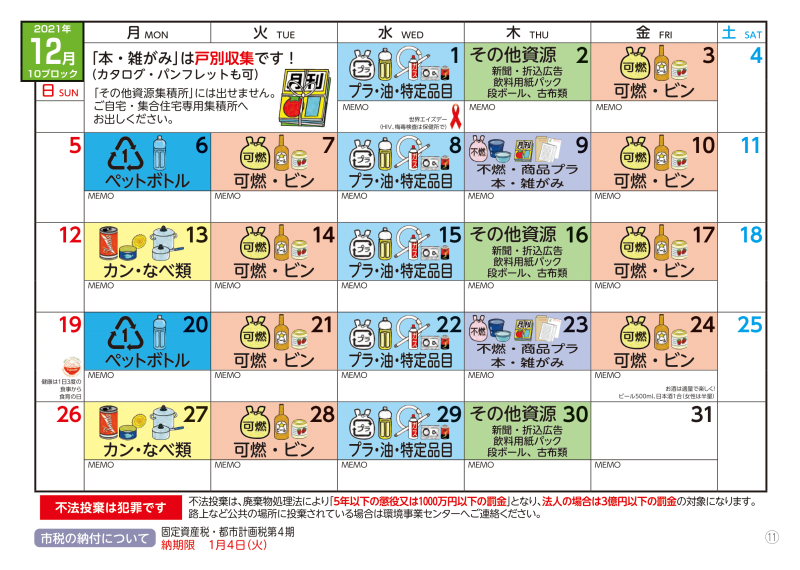 2021年
12月
10ブロック
日 SUN
月 MON
火 TUE
水 WED
木 THU
金 FRI
土 SAT
「本・雑がみ」は戸別収集です！
（カタログ・パンフレットも可）
「その他資源集積所」には出せません。
ご自宅・集合住宅専用集積所へ
お出しください。
月刊
1
プラ
プラ・油・特定品目
MEMO
世界エイズデー
（HIV、梅毒検査は保健所で）
その他資源 2
新聞・折込広告
飲料用紙パック
段ボール、古布類
MEMO
可燃
3
可燃・ビン
MEMO
4
5
1
6
ペットボトル
MEMO
可燃
7
可燃・ビン
MEMO
プラ
8
プラ・油・特定品目
MEMO
不燃
月刊
9
不燃・商品プラ
本・雑がみ
MEMO
可燃
10
可燃・ビン
MEMO
11
12
13
カン・なべ類
MEMO
可燃
14
可燃・ビン
MEMO
プラ
15
プラ・油・特定品目
MEMO
その他資源 16
新聞・折込広告
飲料用紙パック
段ボール、古布類
MEMO
可燃
17
可燃・ビン
MEMO
18
19
健康は1日3度の
食事から
食育の日
1
20
ペットボトル
MEMO
可燃
21
可燃・ビン
MEMO
プラ
22
プラ・油・特定品目
MEMO
不燃
月刊
23
不燃・商品プラ
本・雑がみ
MEMO
可燃
24
可燃・ビン
MEMO
お酒は適量で楽しく！
ビール500ml、日本酒1合（女性は半量）
25
26
27
カン・なべ類
MEMO
可燃
28
可燃・ビン
MEMO
プラ
29
プラ・油・特定品目
MEMO
その他資源 30
新聞・折込広告
飲料用紙パック
段ボール、古布類
MEMO
31
MEMO
不法投棄は犯罪です
不法投棄は、廃棄物処理法により「5年以下の懲役又は1000万円以下の罰金」となり、法人の場合は3億円以下の罰金の対象になります。
路上など公共の場所に投棄されている場合は環境事業センターへご連絡ください。
市税の納付について
固定資産税・都市計画税第4期
納期限 1月4日（火）
⑪